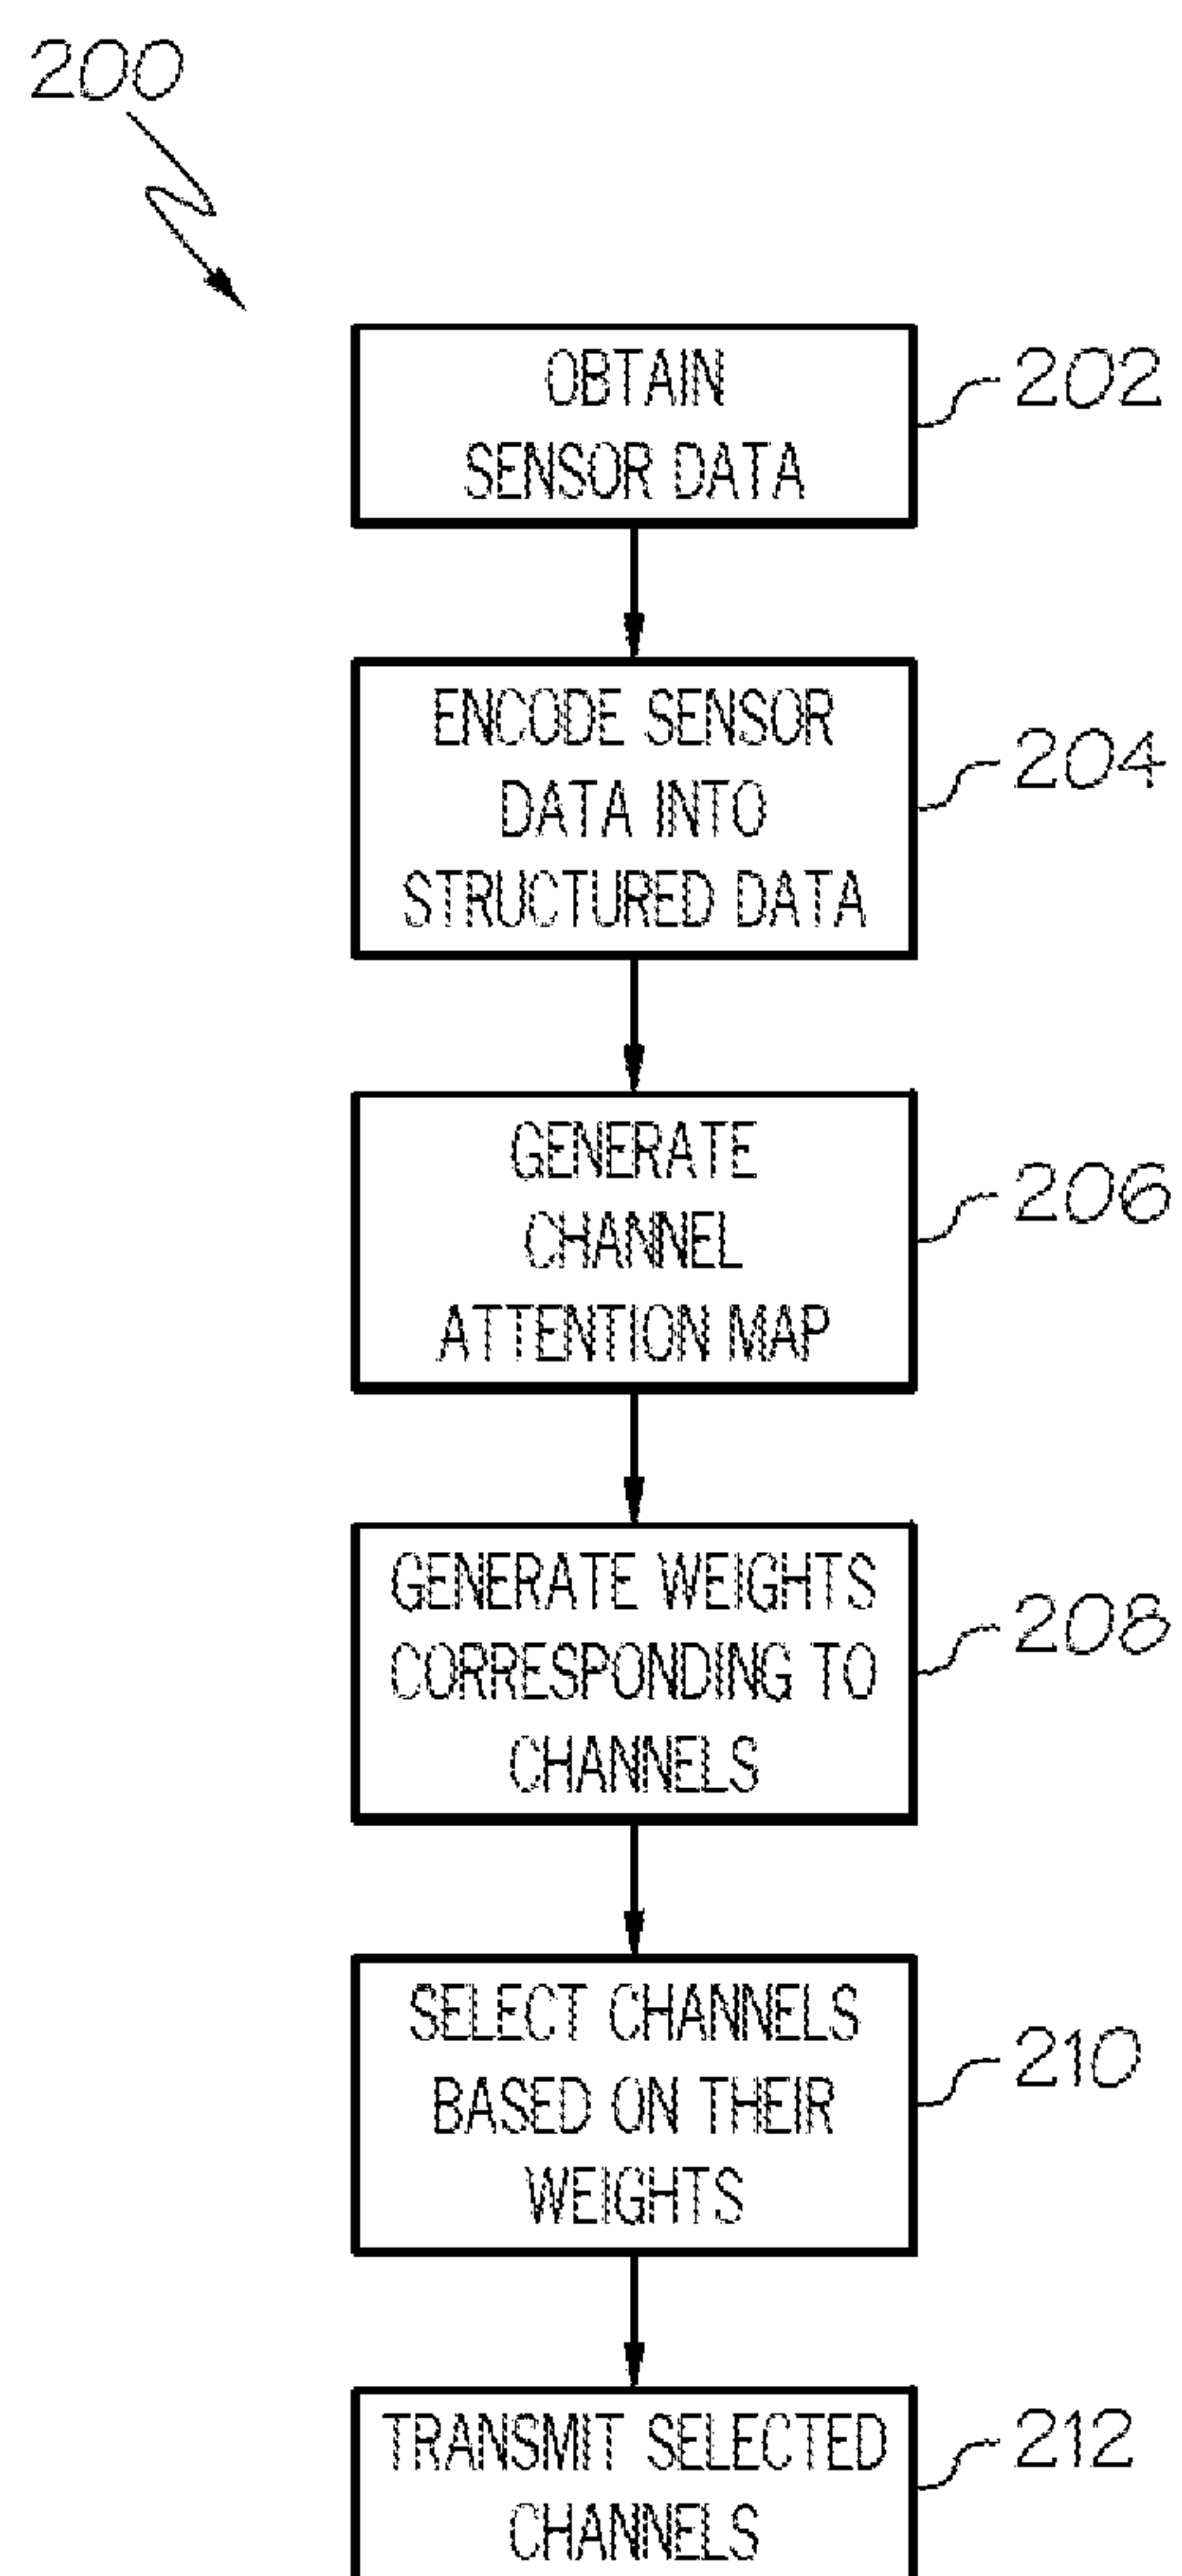 200
OBTAIN
SENSOR DATA
202
ENCODE SENSOR
DATA INTO
STRUCTURED DATA
204
GENERATE
CHANNEL
ATTENTION MAP
206
GENERATE WEIGHTS
CORRESPONDING TO
CHANNELS
208
SELECT CHANNELS
BASED ON THEIR
WEIGHTS
210
TRANSMIT SELECTED
CHANNELS
212